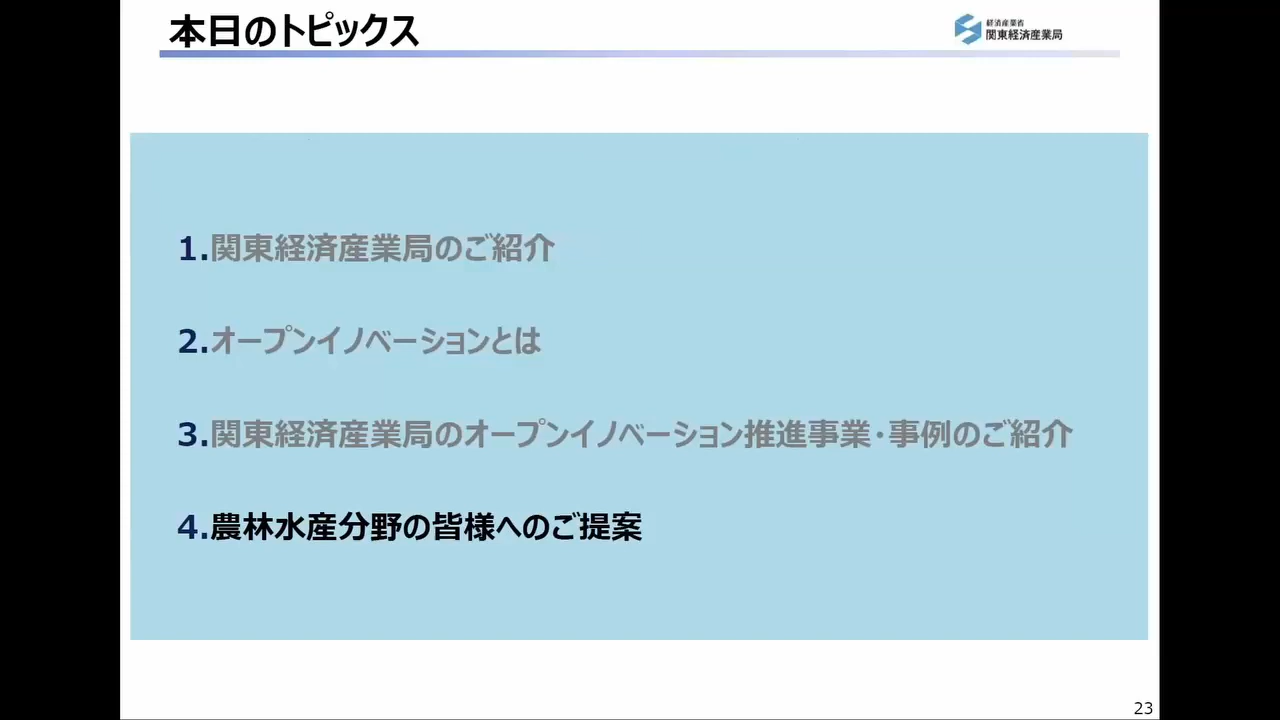 本日のトピックス
経済産業省
関東経済産業局
1.関東経済産業局のご紹介
2.オープンイノベーションとは
3.関東経済産業局のオープンイノベーション推進事業・事例のご紹介
4.農林水産分野の皆様へのご提案
23